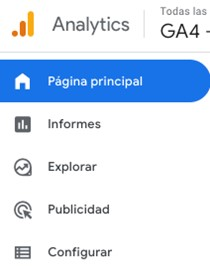 Analytics
Todas las
GA4 -
Página principal
Informes
Explorar
Publicidad
Configurar